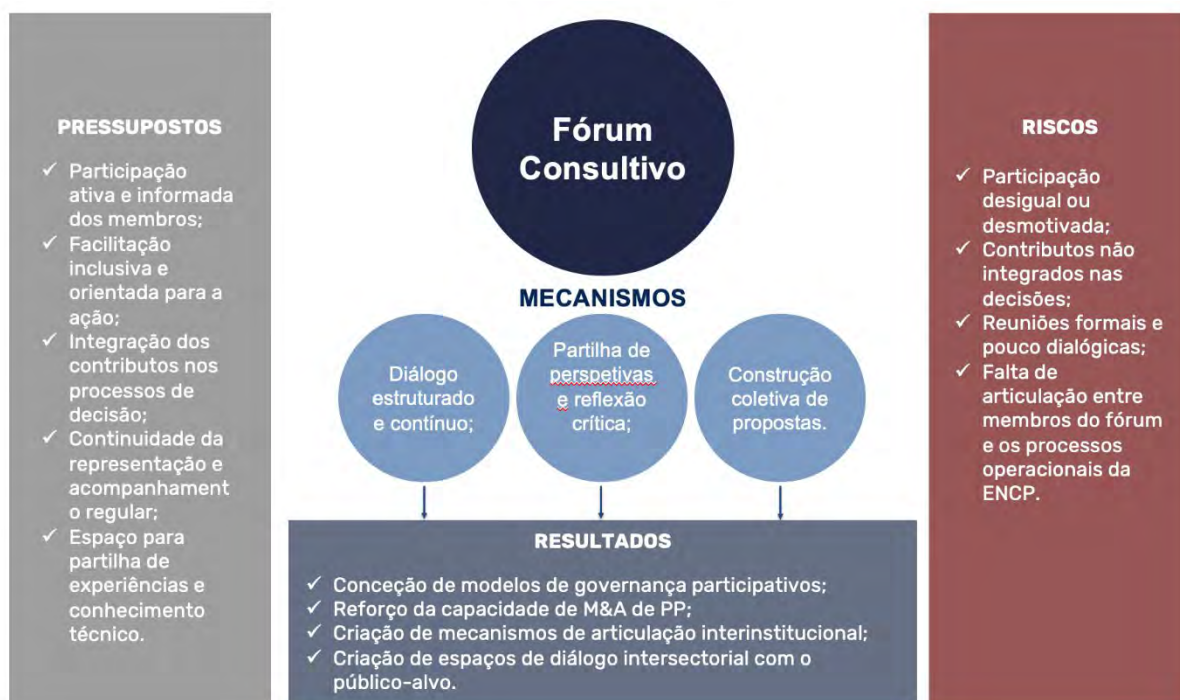 PRESSUPOSTOS
✓ Participação
ativa e informada
dos membros;
✓ Facilitação
inclusiva e
orientada para a
ação;
✓ Integração dos
contributos nos
processos de
decisão;
✓ Continuidade da
representação e
acompanhament
o regular;
✓ Espaço para
partilha de
experiências e
conhecimento
técnico.
Fórum
Consultivo
MECANISMOS
Diálogo
estruturado
e contínuo;
Partilha de
perspetivas
e reflexão
crítica;
Construção
coletiva de
propostas.
RESULTADOS
✓ Conceção de modelos de governança participativos;
✓ Reforço da capacidade de M&A de PP;
✓ Criação de mecanismos de articulação interinstitucional;
✓ Criação de espaços de diálogo intersectorial com o
público-alvo.
RISCOS
✓ Participação
desigual ou
desmotivada;
✓ Contributos não
integrados nas
decisões;
✓ Reuniões formais e
pouco dialógicas;
✓ Falta de
articulação entre
membros do fórum
e os processos
operacionais da
ENCP.